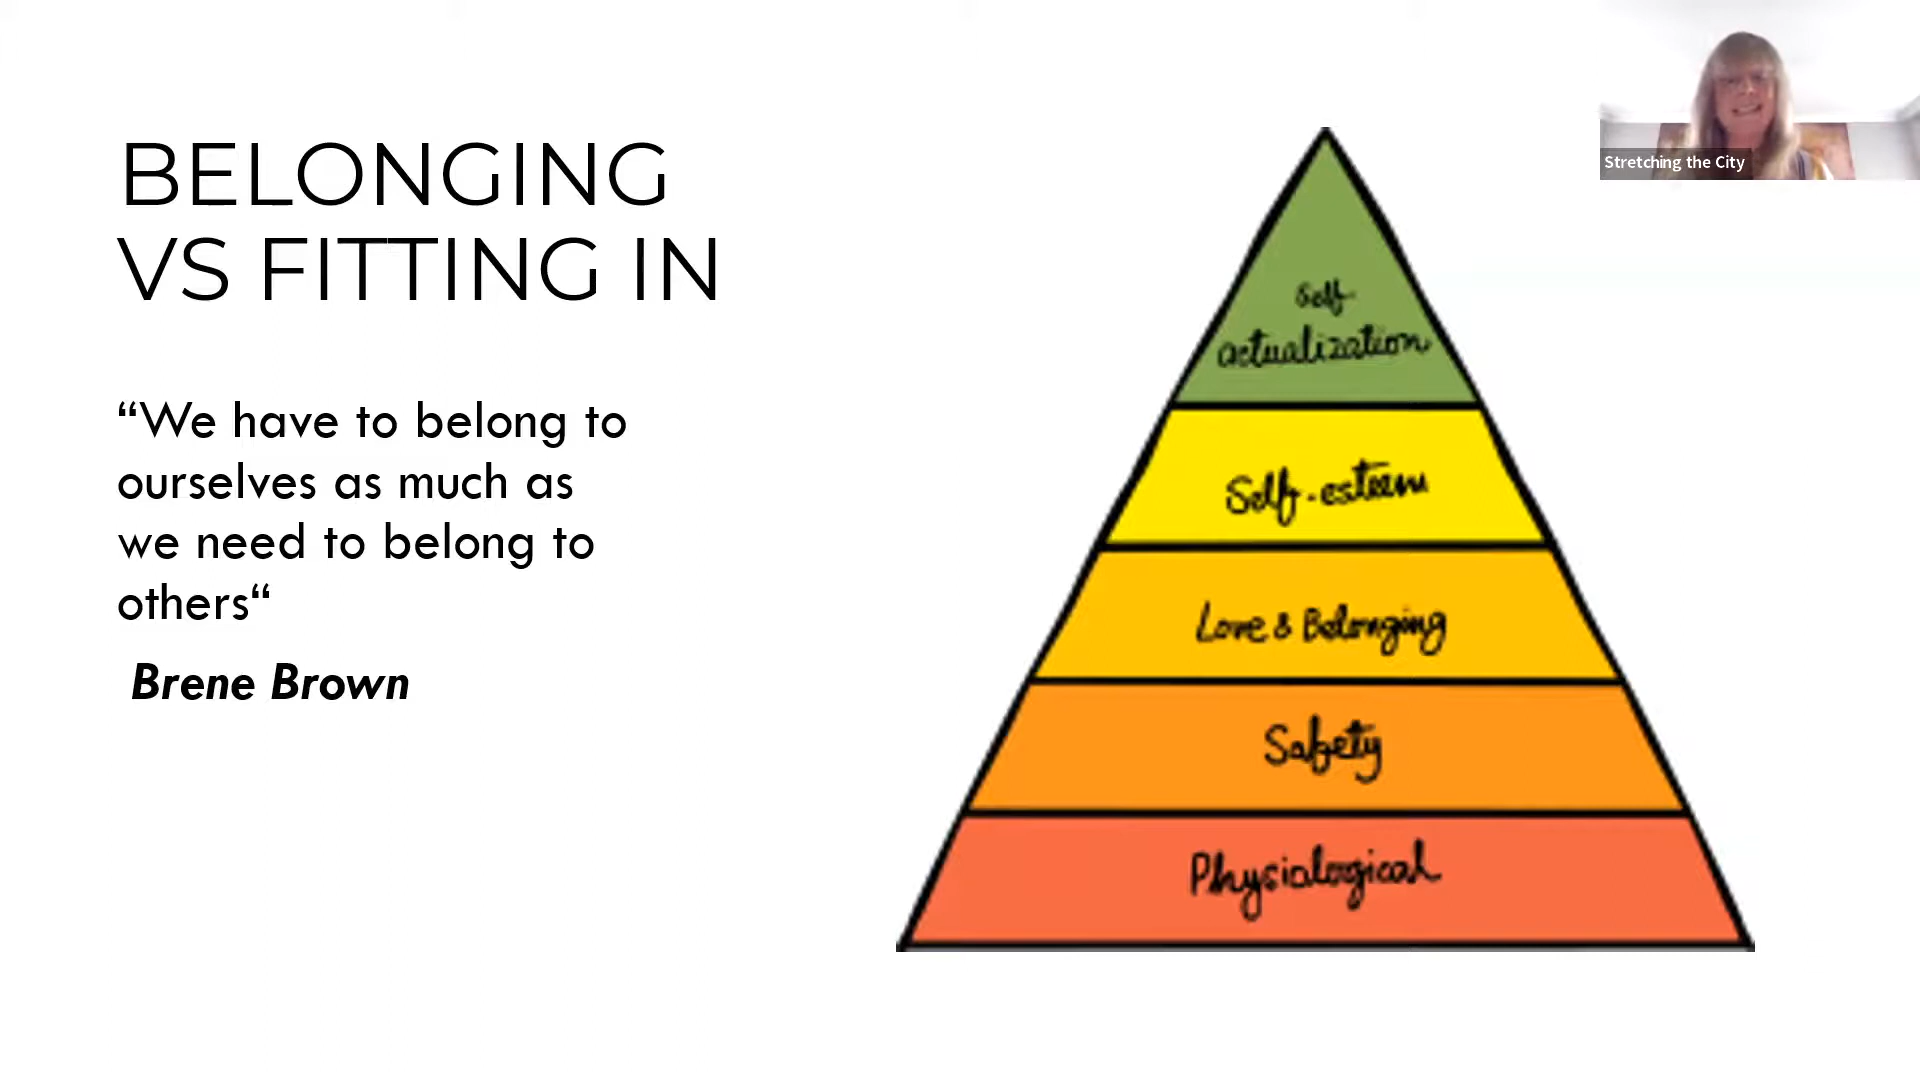 BELONGING
VS FITTING IN
“We have to belong to
ourselves as much as
we need to belong to
others“
Brene Brown
Stretching the City
Self-
actualization
Self-esteem
Love & Belonging
Safety
Physiological